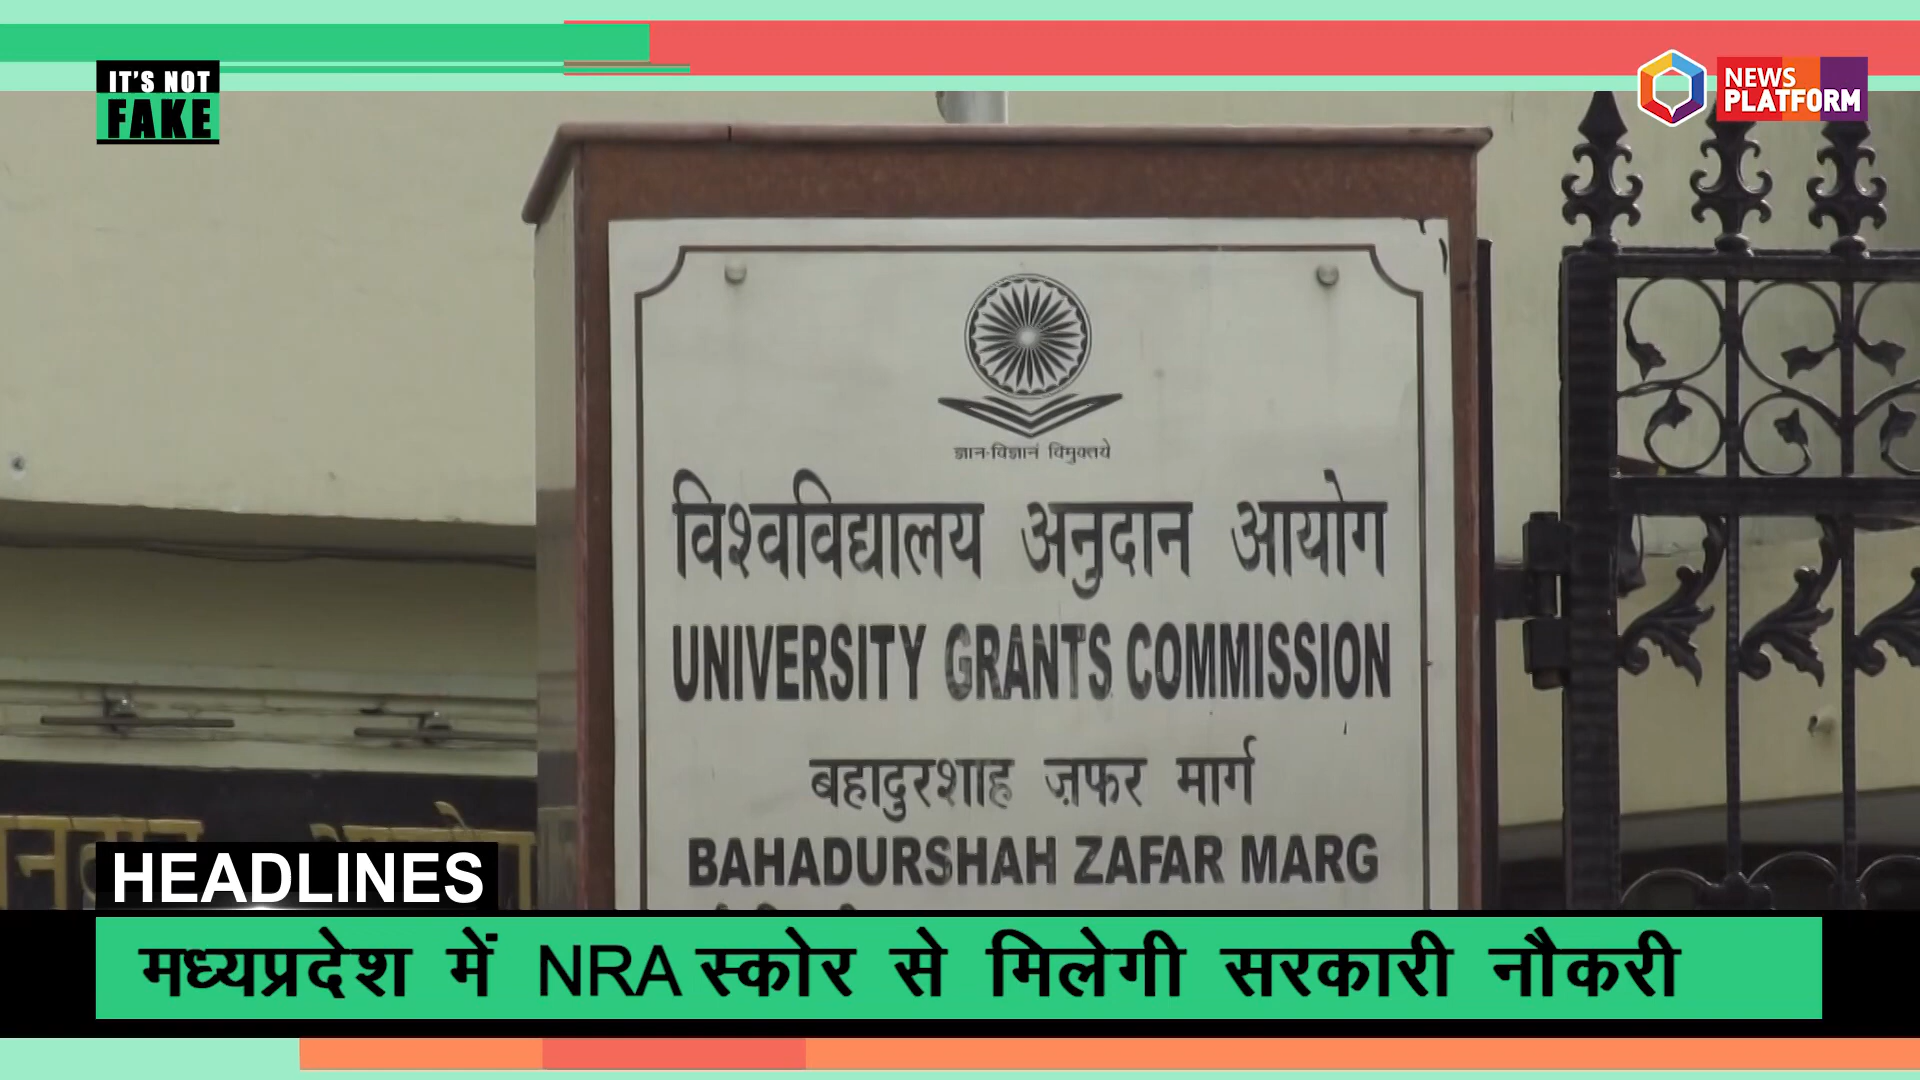 IT'S NOT
FAKE
NEWS
PLATFORM
ज्ञान-विज्ञानं विमुक्तये
विश्वविद्यालय अनुदान आयोग
UNIVERSITY GRANTS COMMISSION
बहादुरशाह ज़फर मार्ग
BAHADURSHAH ZAFAR MARG
HEADLINES
मध्यप्रदेश में NRA स्कोर से मिलेगी सरकारी नौकरी